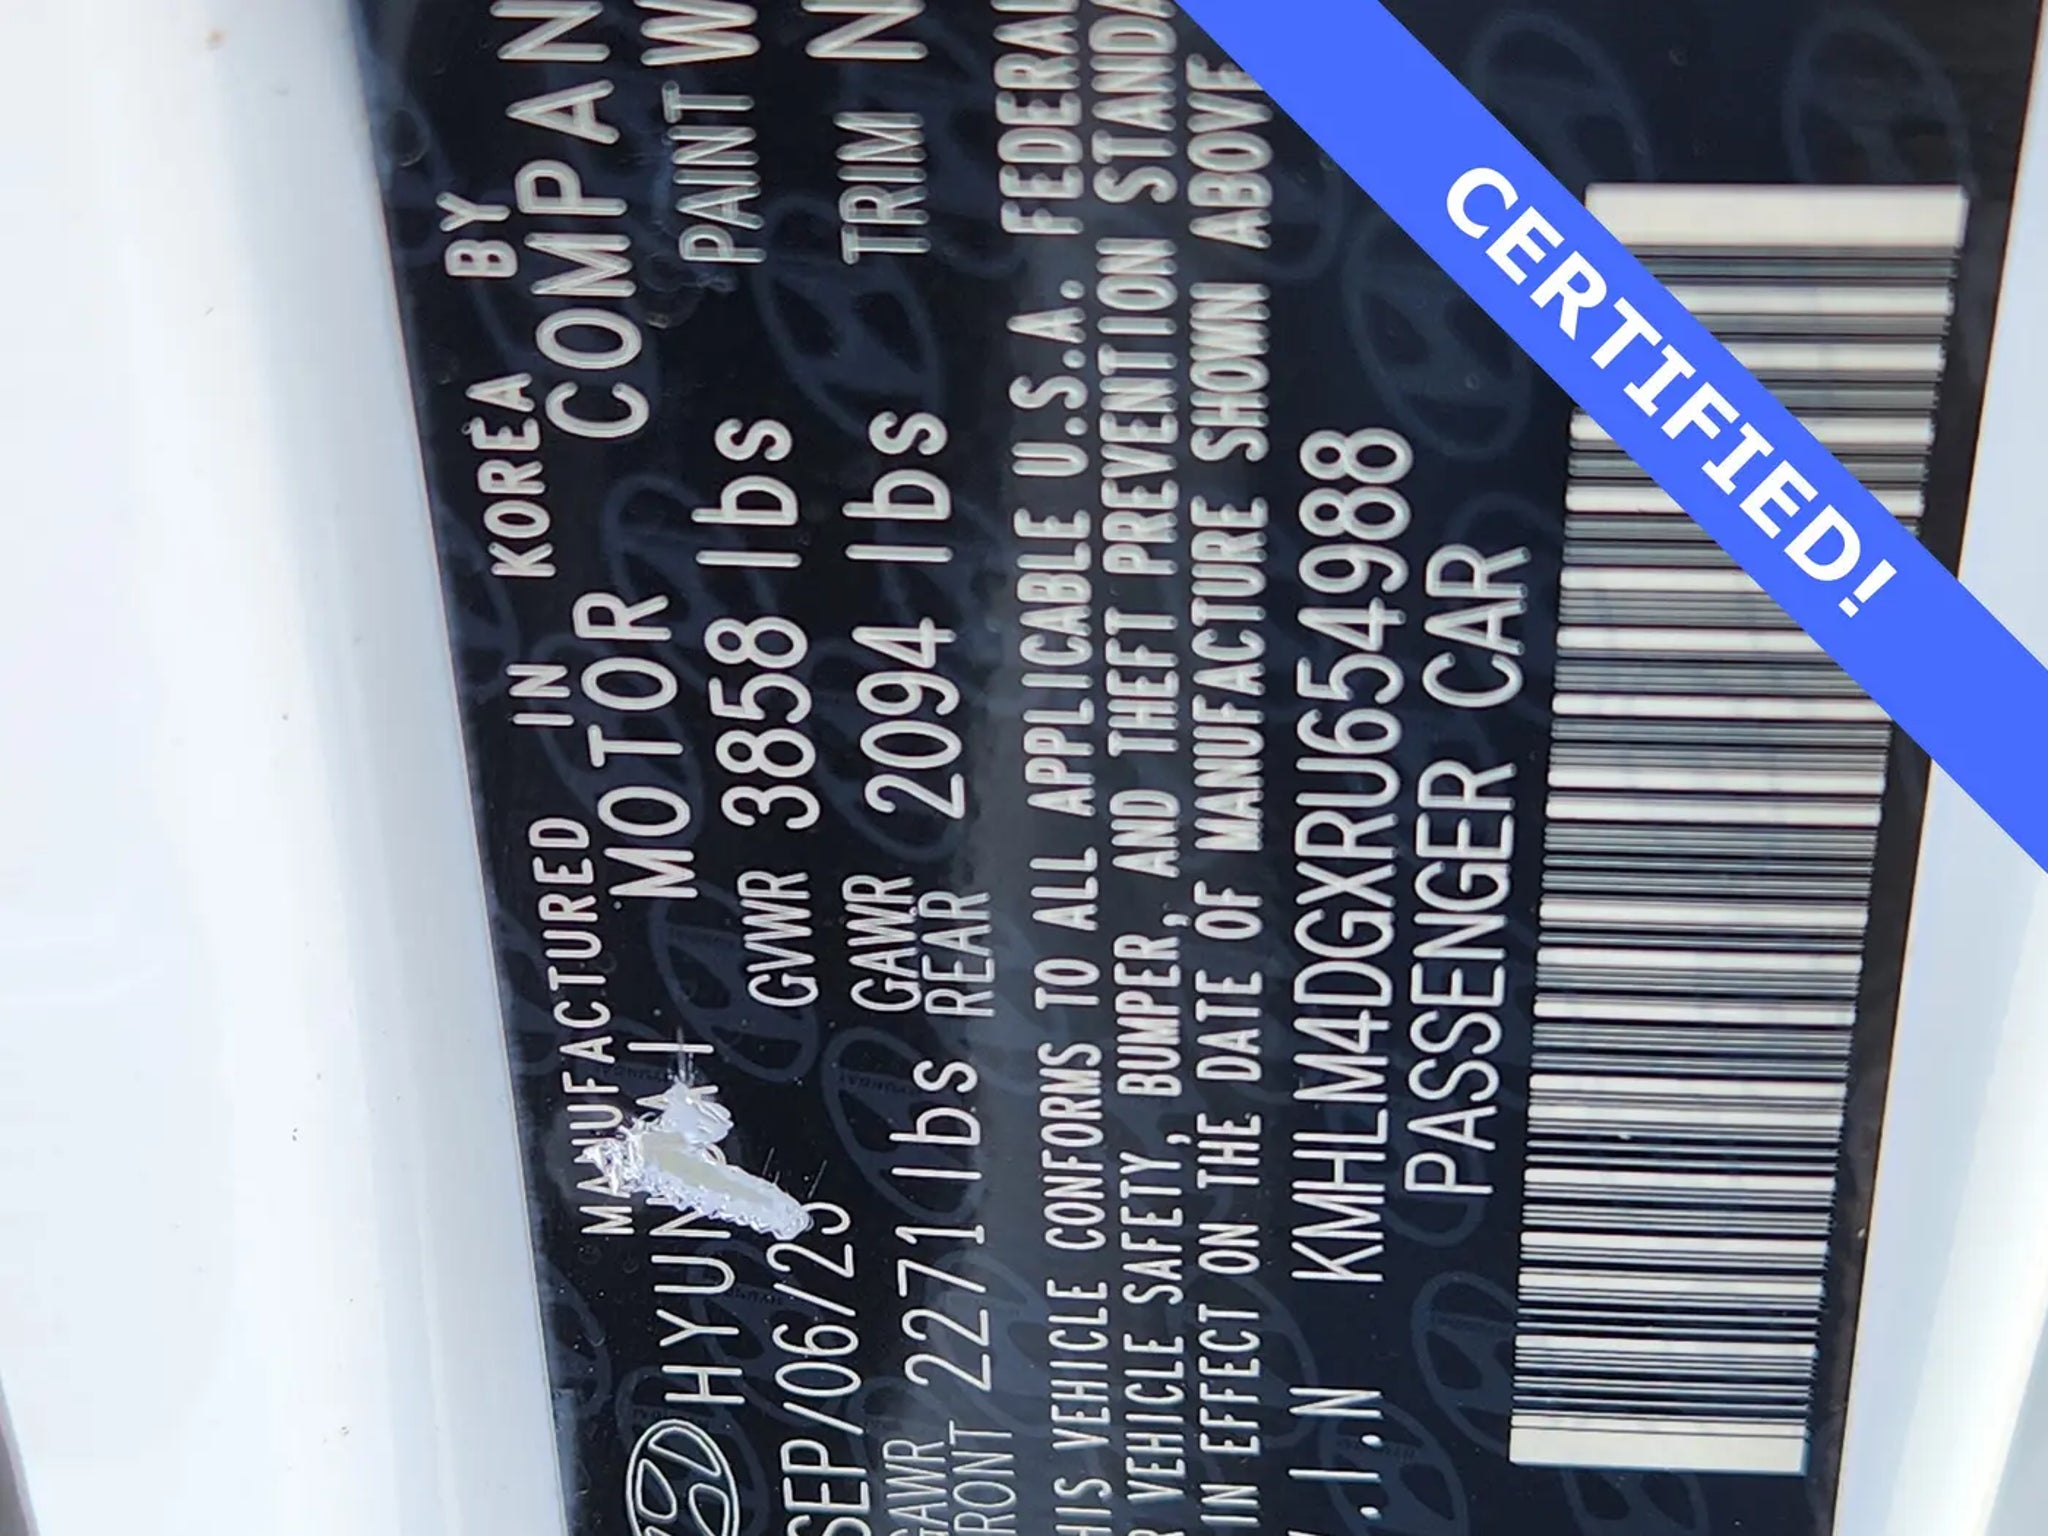 MANUFACTURED IN KOREA BY
HYUNDAI MOTOR COMPAN
SEP/06/23 GVWR 3858 lbs PAINT W
GAWR FRONT 2271 lbs GAWR REAR 2094 lbs TRIM N
THIS VEHICLE CONFORMS TO ALL APPLICABLE U.S.A. FEDERAL
VEHICLE SAFETY, BUMPER, AND THEFT PREVENTION STANDA
IN EFFECT ON THE DATE OF MANUFACTURE SHOWN ABOVE
V.I.N KMHLM4DGXRU654988
PASSENGER CAR
CERTIFIED!